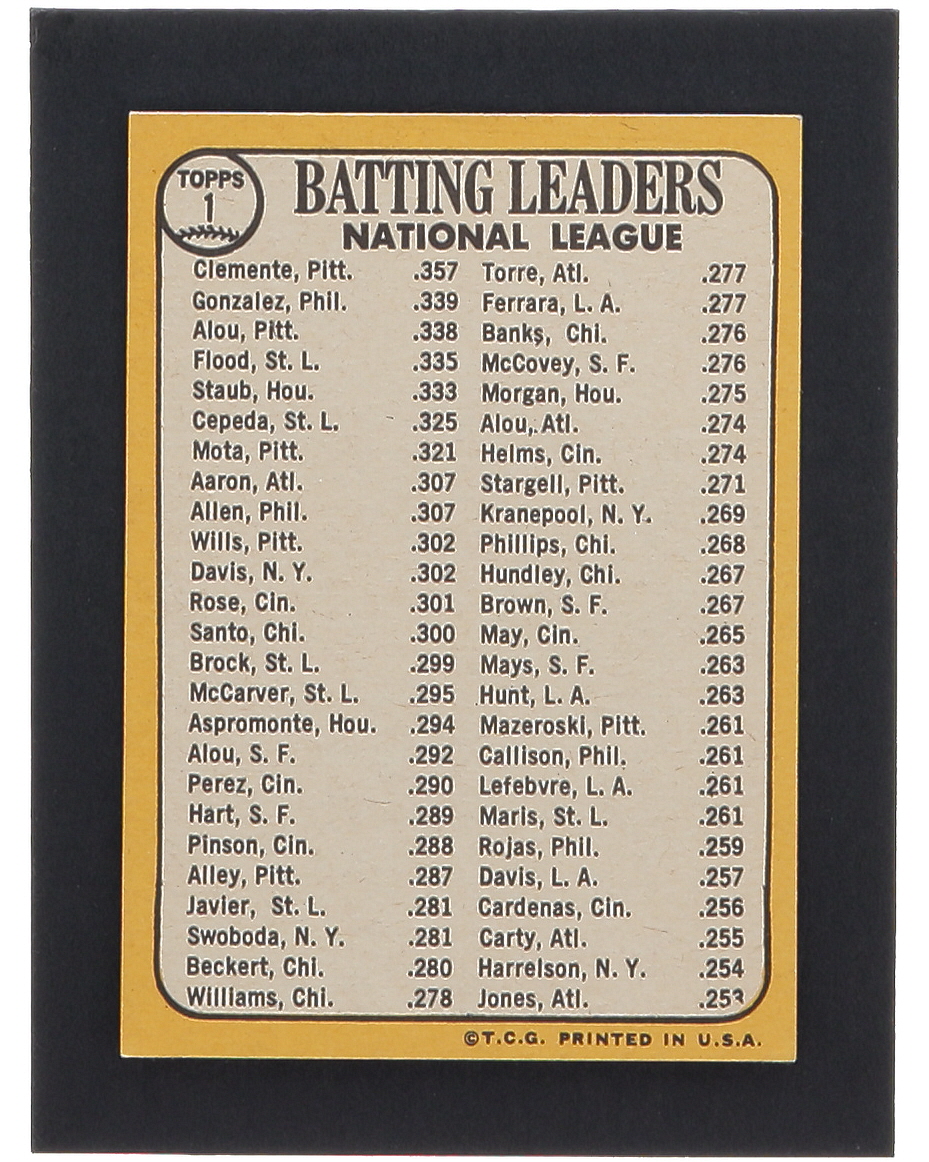 TOPPS
1
BATTING LEADERS
NATIONAL LEAGUE
Clemente, Pitt. .357 Torre, Atl. .277
Gonzalez, Phil. .339 Ferrara, L. A. .277
Alou, Pitt. .338 Banks, Chi. .276
Flood, St. L. .335 McCovey, S. F. .276
Staub, Hou. .333 Morgan, Hou. .275
Cepeda, St. L. .325 Alou, Atl. .274
Mota, Pitt. .321 Helms, Cin. .274
Aaron, Atl. .307 Stargell, Pitt. .271
Allen, Phil. .307 Kranepool, N. Y. .269
Wills, Pitt. .302 Phillips, Chi. .268
Davis, N. Y. .302 Hundley, Chi. .267
Rose, Cin. .301 Brown, S. F. .267
Santo, Chi. .300 May, Cin. .265
Brock, St. L. .299 Mays, S. F. .263
McCarver, St. L. .295 Hunt, L. A. .263
Aspromonte, Hou. .294 Mazeroski, Pitt. .261
Alou, S. F. .292 Callison, Phil. .261
Perez, Cin. .290 Lefebvre, L. A. .261
Hart, S. F. .289 Maris, St. L. .261
Pinson, Cin. .288 Rojas, Phil. .259
Alley, Pitt. .287 Davis, L. A. .257
Javier, St. L. .281 Cardenas, Cin. .256
Swoboda, N. Y. .281 Carty, Atl. .255
Beckert, Chi. .280 Harrelson, N. Y. .254
Williams, Chi. .278 Jones, Atl. .253
©T.C.G. PRINTED IN U.S.A.